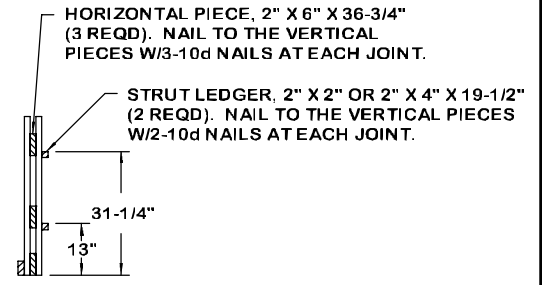 HORIZONTAL PIECE, 2" X 6" X 36-3/4"
(3 REQD). NAIL TO THE VERTICAL
PIECES W/3-10d NAILS AT EACH JOINT.
STRUT LEDGER, 2" X 2" OR 2" X 4" X 19-1/2"
(2 REQD). NAIL TO THE VERTICAL PIECES
W/2-10d NAILS AT EACH JOINT.
31-1/4"
13"